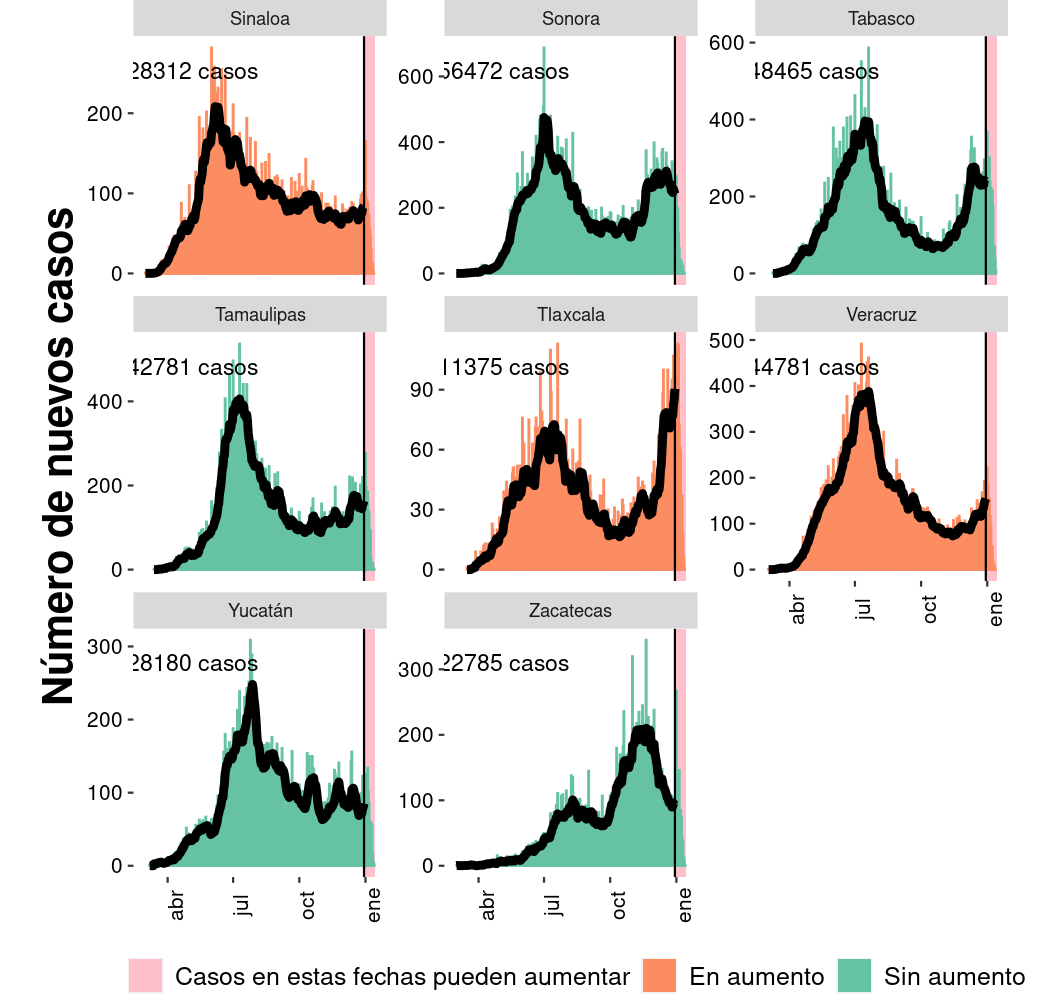 Número de nuevos casos
Sinaloa
28312 casos
200
100
0
Sonora
56472 casos
600
400
200
0
Tabasco
48465 casos
600
400
200
0
Tamaulipas
42781 casos
400
200
0
Tlaxcala
11375 casos
90
60
30
0
Veracruz
44781 casos
500
400
300
200
100
0
abr
jul
oct
ene
Yucatán
28180 casos
300
200
100
0
abr
jul
oct
ene
Zacatecas
22785 casos
300
200
100
0
abr
jul
oct
ene
Casos en estas fechas pueden aumentar
En aumento
Sin aumento